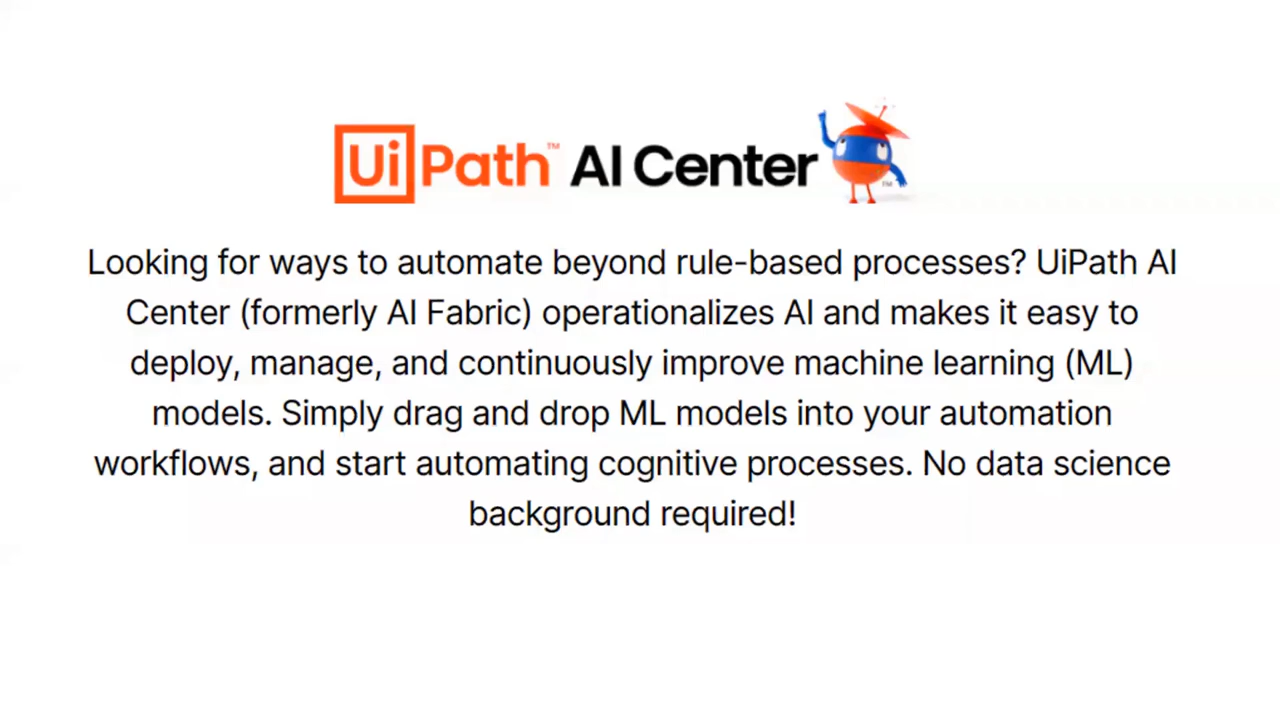 UiPath™ AI Center
Looking for ways to automate beyond rule-based processes? UiPath AI
Center (formerly AI Fabric) operationalizes AI and makes it easy to
deploy, manage, and continuously improve machine learning (ML)
models. Simply drag and drop ML models into your automation
workflows, and start automating cognitive processes. No data science
background required!